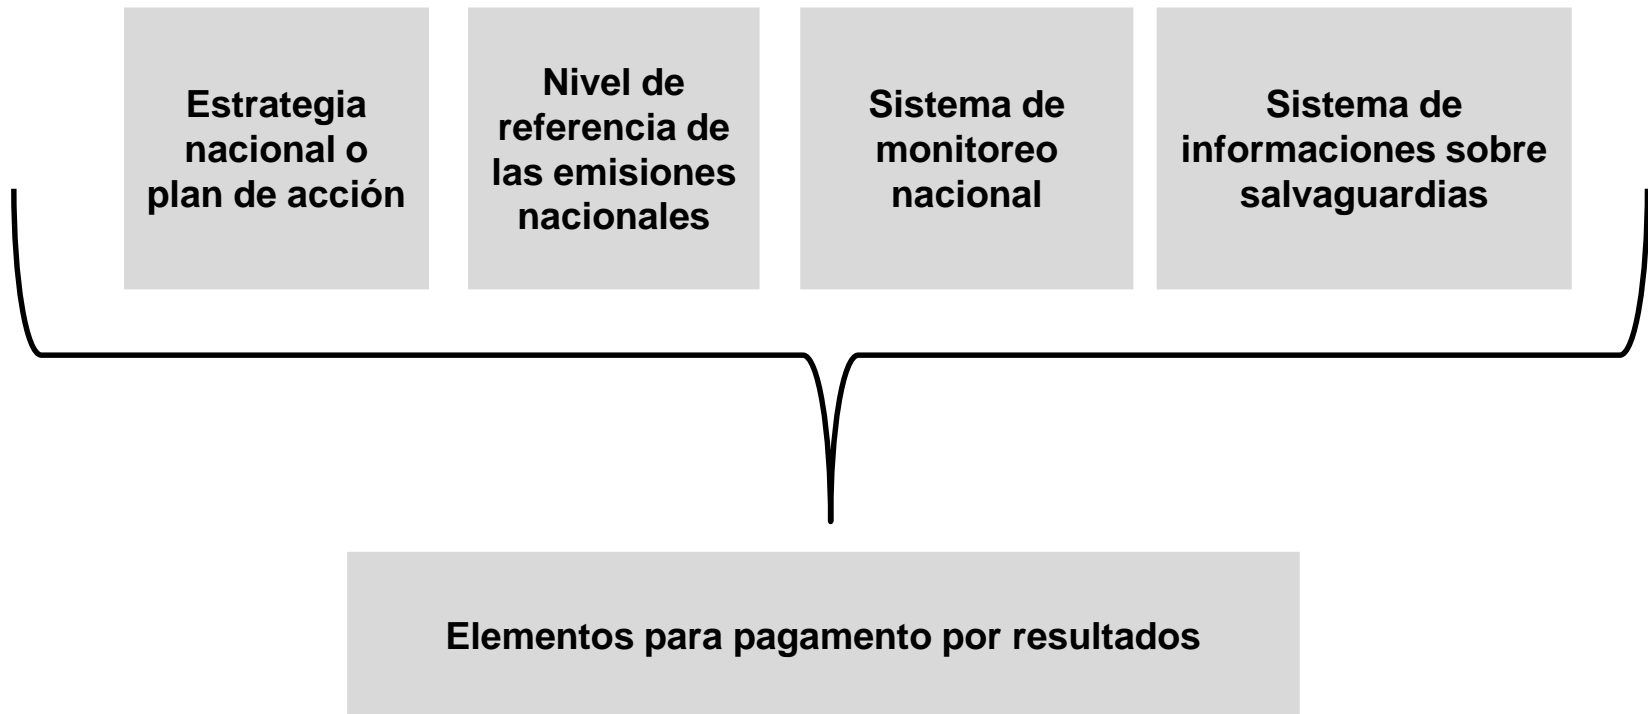 Estrategia
nacional o
plan de acción
Nivel de
referencia de
las emisiones
nacionales
Sistema de
monitoreo
nacional
Sistema de
informaciones sobre
salvaguardias
Elementos para pagamento por resultados